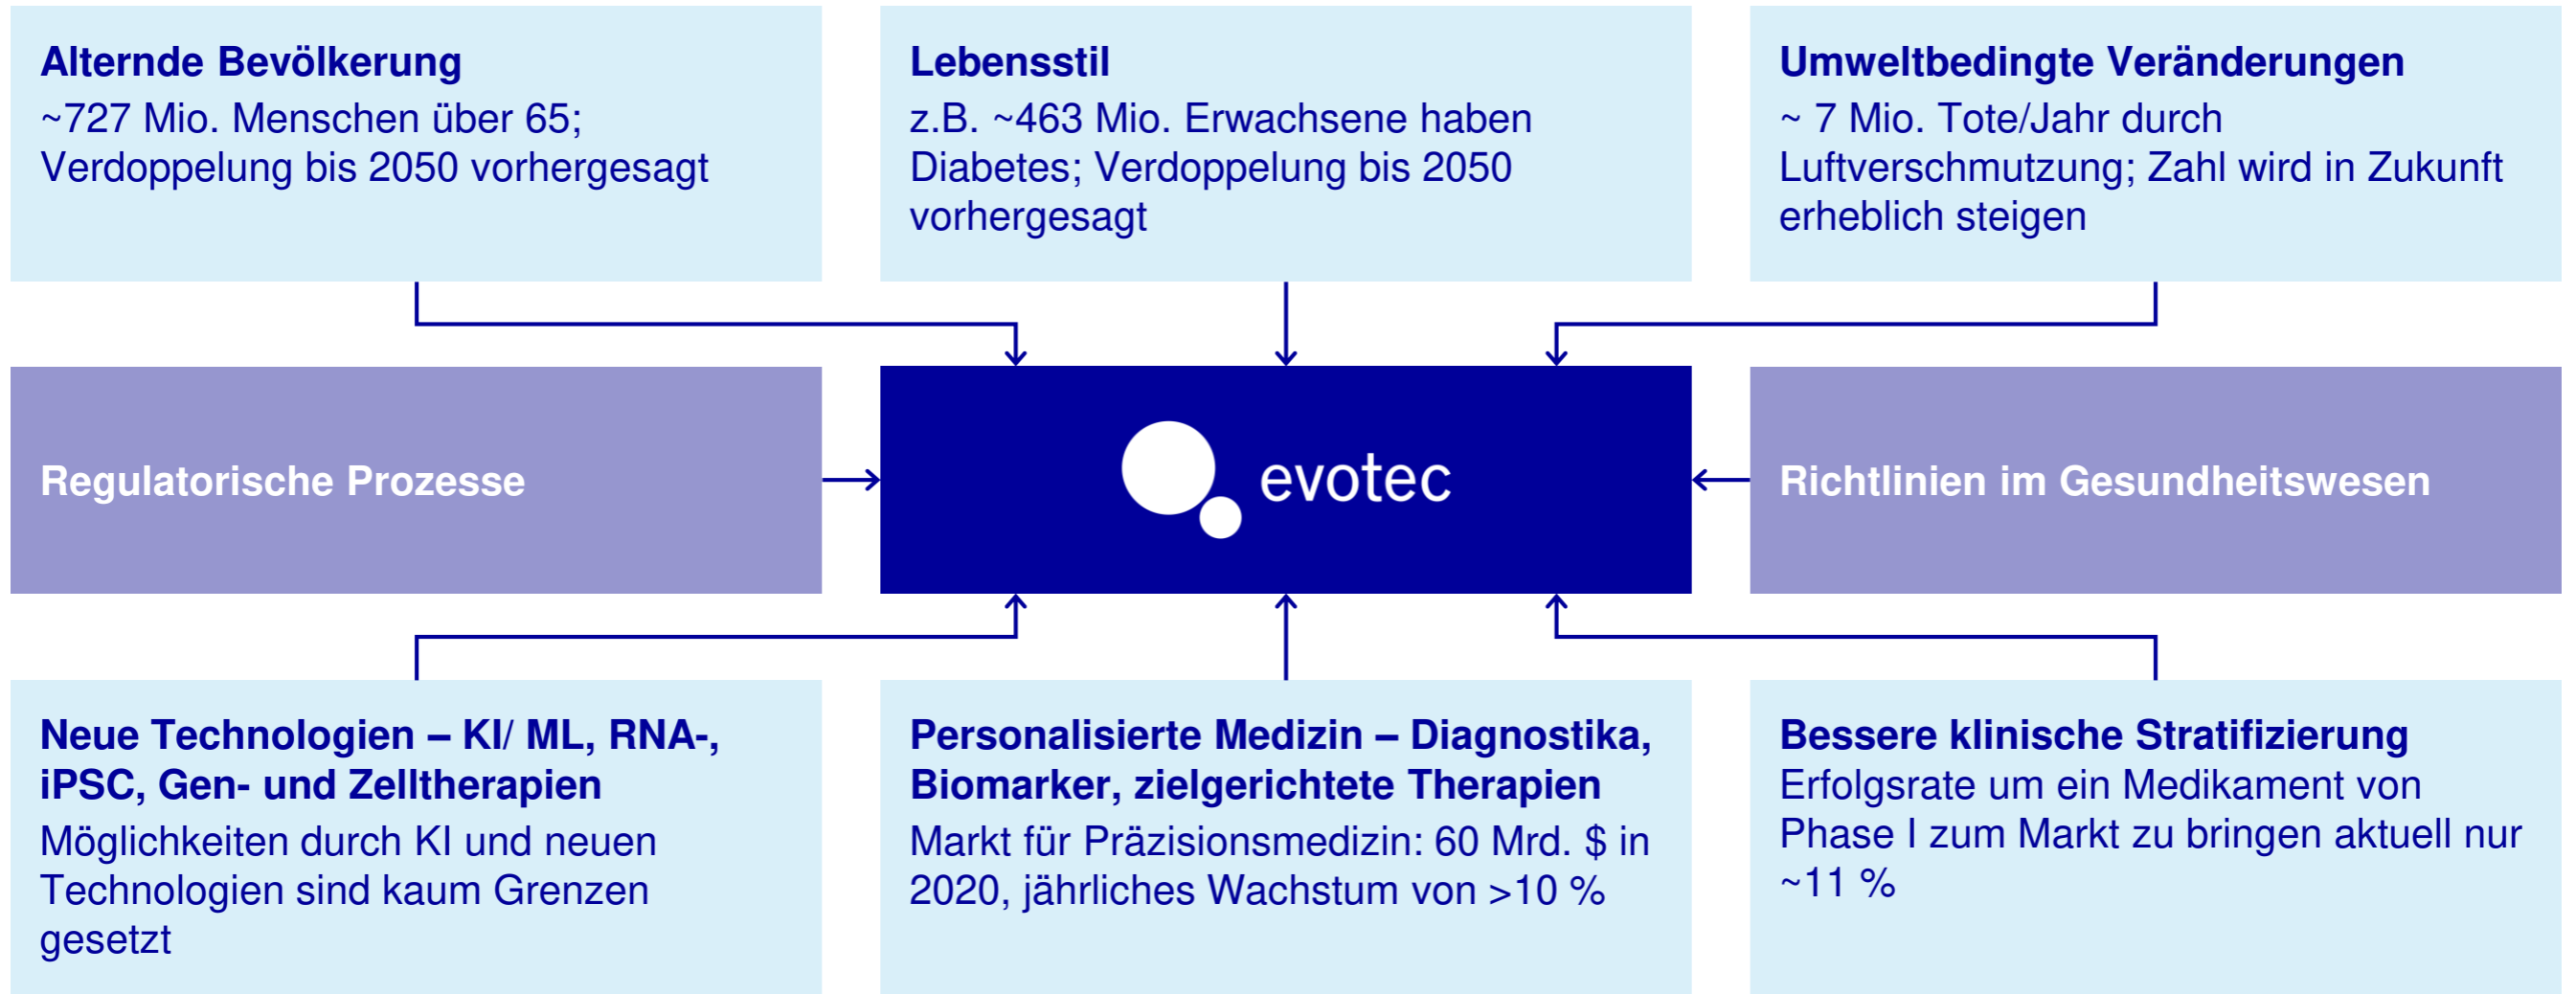 Alternde Bevölkerung
~727 Mio. Menschen über 65;
Verdoppelung bis 2050 vorhergesagt
Lebensstil
z.B. ~463 Mio. Erwachsene haben
Diabetes; Verdoppelung bis 2050
vorhergesagt
Umweltbedingte Veränderungen
~ 7 Mio. Tote/Jahr durch
Luftverschmutzung; Zahl wird in Zukunft
erheblich steigen
Regulatorische Prozesse
evotec
Richtlinien im Gesundheitswesen
Neue Technologien – KI/ ML, RNA-,
iPSC, Gen- und Zelltherapien
Möglichkeiten durch KI und neuen
Technologien sind kaum Grenzen
gesetzt
Personalisierte Medizin – Diagnostika,
Biomarker, zielgerichtete Therapien
Markt für Präzisionsmedizin: 60 Mrd. $ in
2020, jährliches Wachstum von >10 %
Bessere klinische Stratifizierung
Erfolgsrate um ein Medikament von
Phase I zum Markt zu bringen aktuell nur
~11 %